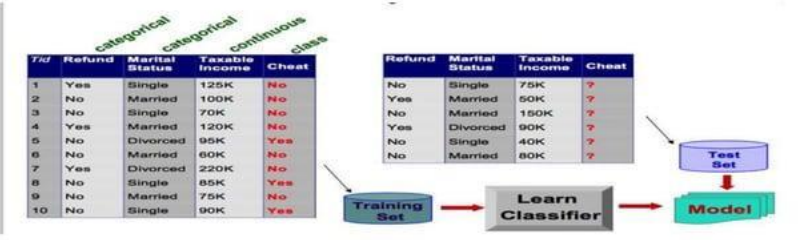 categorical categorical continuous class
Tid Refund Marital Status Taxable Income Cheat
1 Yes Single 125K No
2 No Married 100K No
3 No Single 70K No
4 Yes Married 120K No
5 No Divorced 95K Yes
6 No Married 60K No
7 Yes Divorced 220K No
8 No Single 85K Yes
9 No Married 75K No
10 No Single 90K Yes
Refund Marital Status Taxable Income Cheat
No Single 75K ?
Yes Married 50K ?
No Married 150K ?
Yes Divorced 90K ?
No Single 40K ?
No Married 80K ?
Test
Set
Training
Set
Learn
Classifier
Model